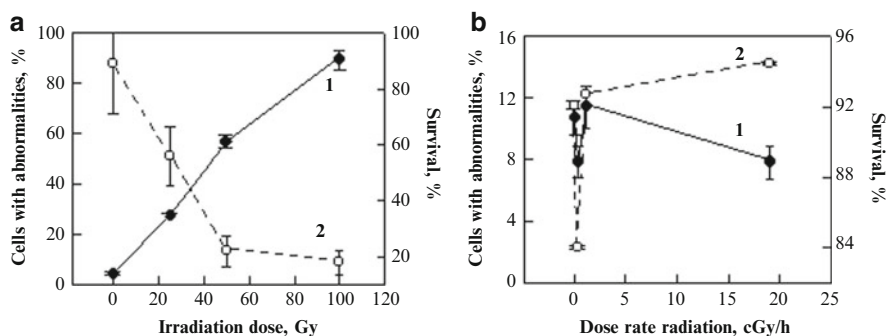 a
Cells with abnormalities, %
100
80
60
40
20
0
1
2
100
80
60
40
20
Survival, %
0 20 40 60 80 100 120
Irradiation dose, Gy
b
Cells with abnormalities, %
16
12
8
4
0
2
1
96
92
88
84
Survival, %
0 5 10 15 20 25
Dose rate radiation, cGy/h